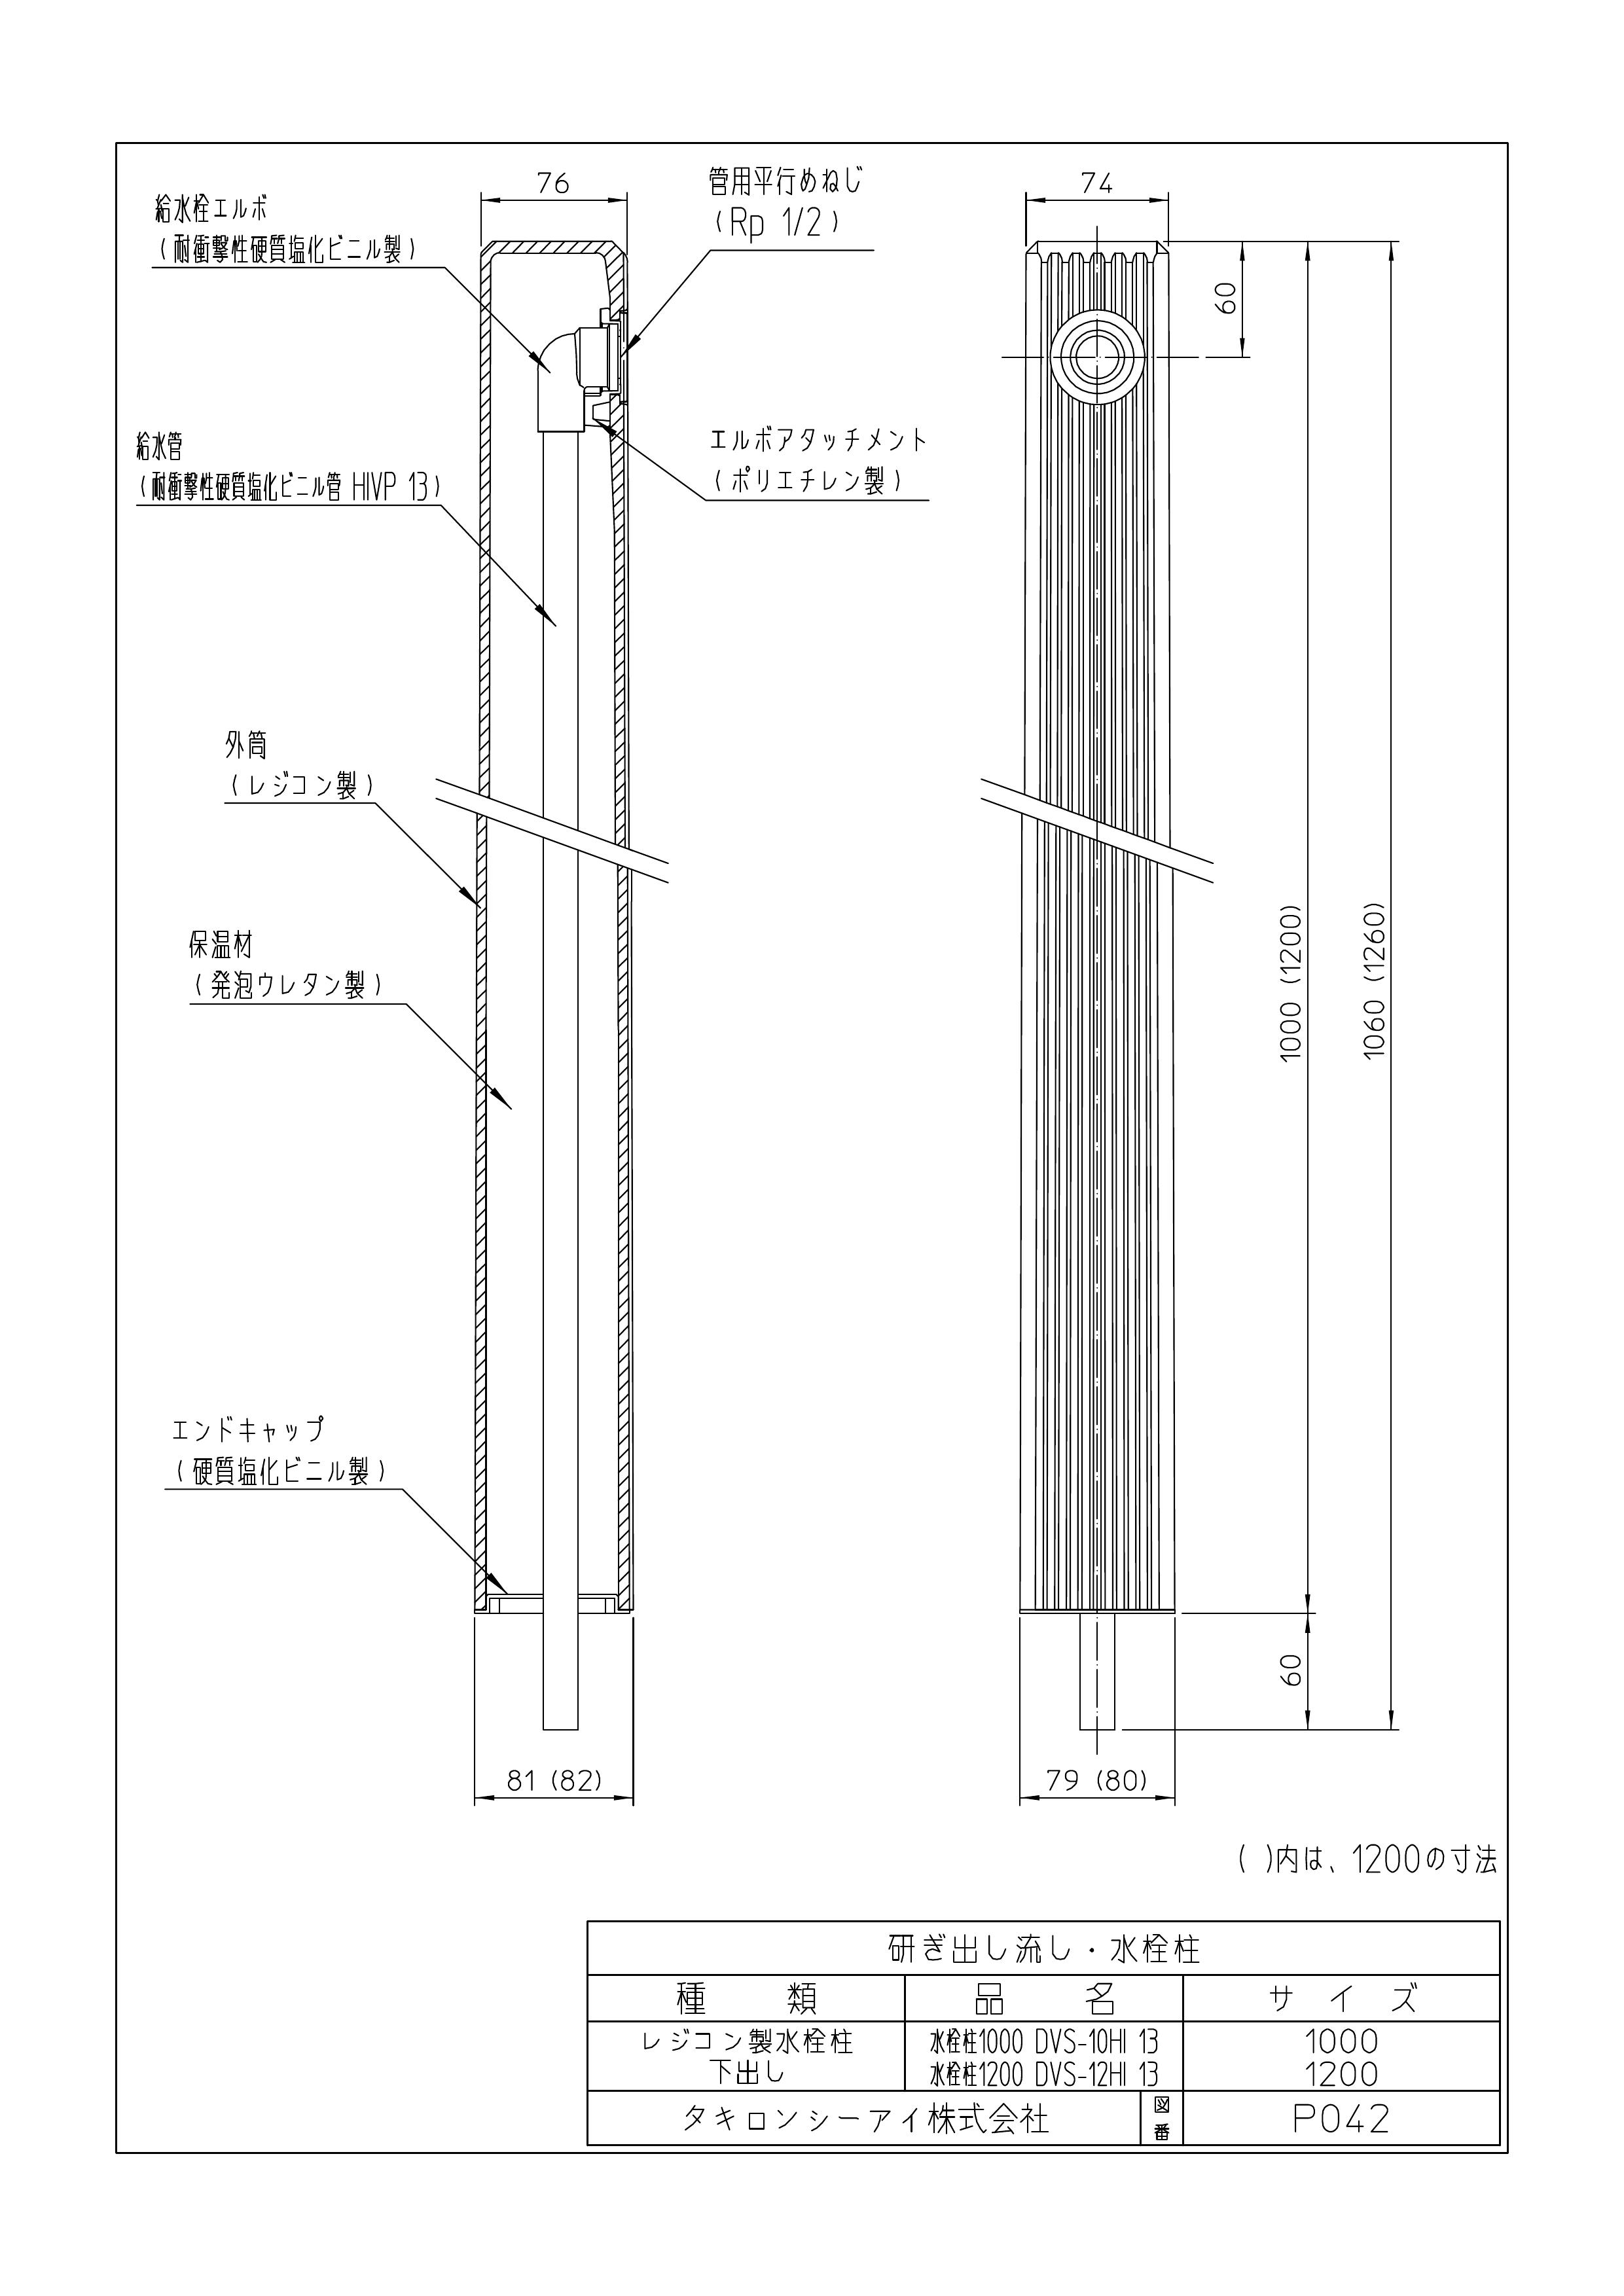 76
74
管用平行めねじ
(Rp 1/2)
給水栓エルボ
(耐衝撃性硬質塩化ビニル製)
60
エルボアタッチメント
(ポリエチレン製)
給水管
(耐衝撃性硬質塩化ビニル管 HIVP 13)
外筒
(レジコン製)
保温材
(発泡ウレタン製)
1000 (1200)
1060 (1260)
エンドキャップ
(硬質塩化ビニル製)
60
81 (82)
79 (80)
( )内は、1200の寸法
研ぎ出し流し・水栓柱
種 類 品 名 サ イ ズ
レジコン製水栓柱
下出し
水栓柱1000 DVS-10HI 13
水栓柱1200 DVS-12HI 13
1000
1200
タキロンシーアイ株式会社
図番
P042